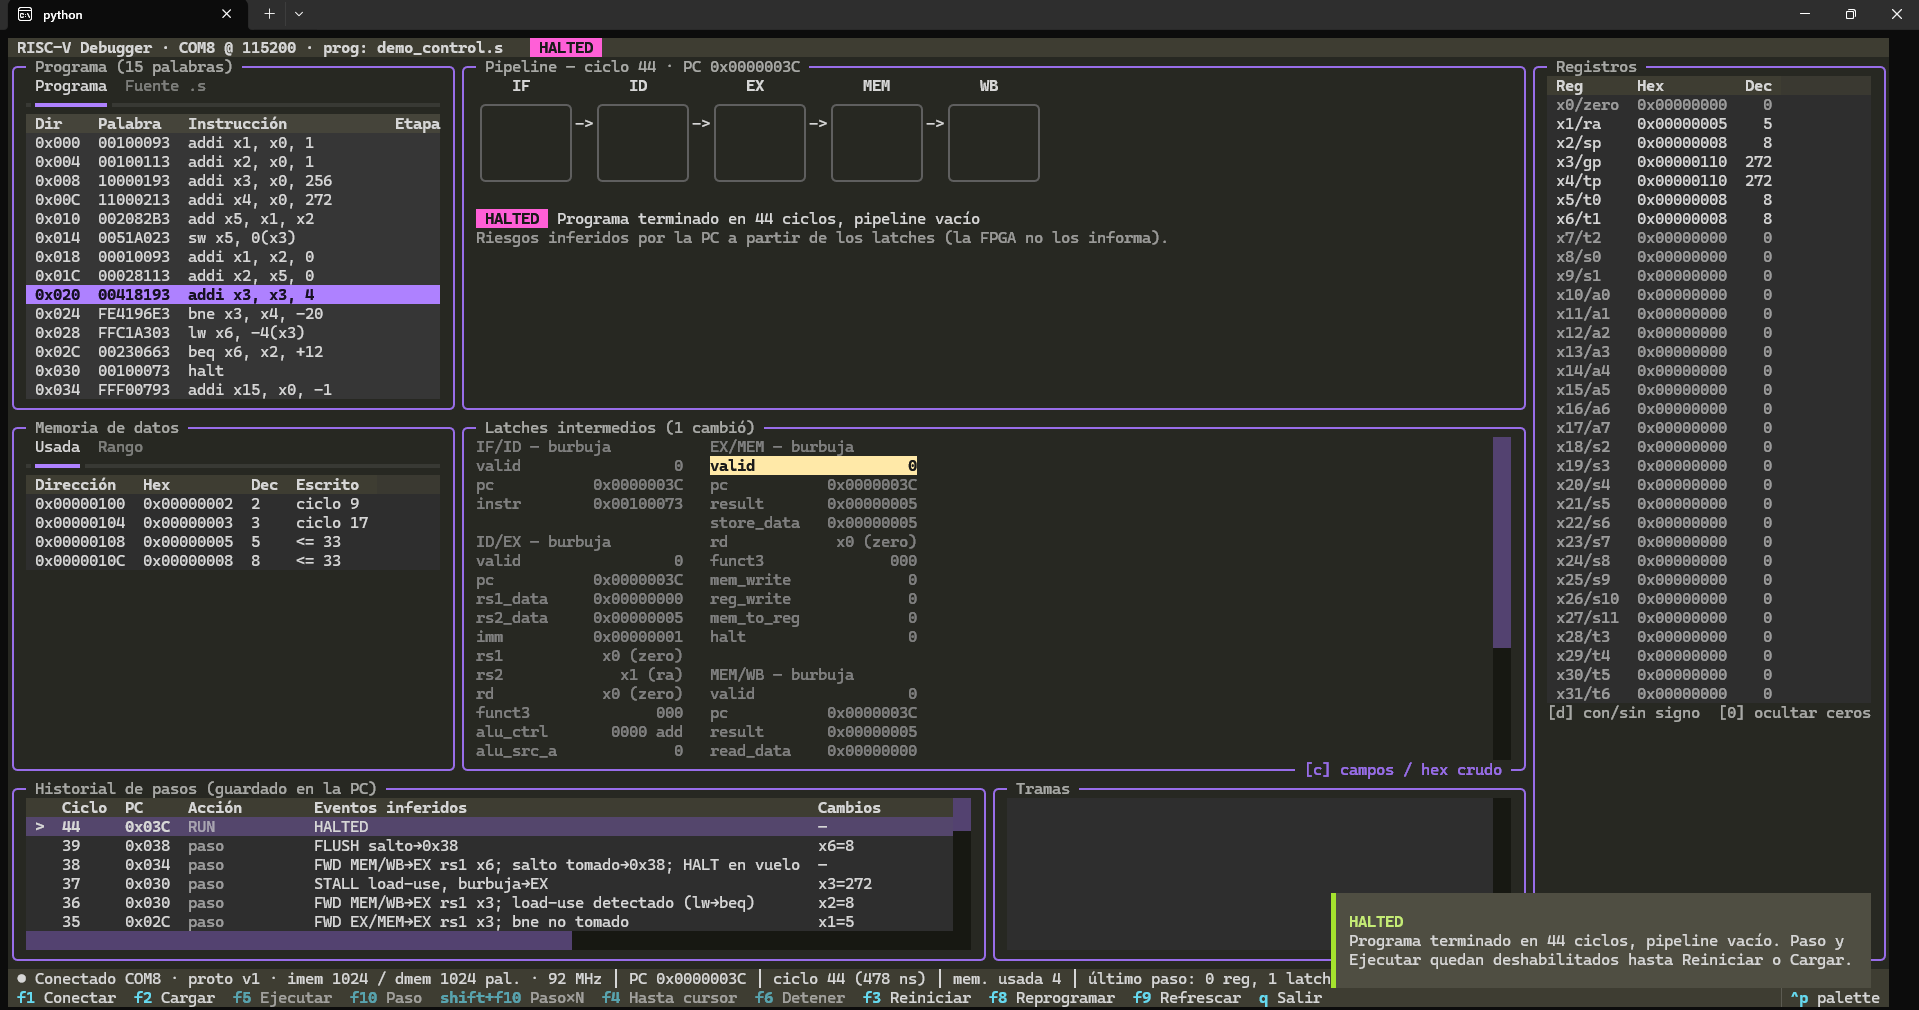 python
RISC-V Debugger · COM8 @ 115200 · prog: demo_control.s HALTED
Programa (15 palabras)
Programa Fuente .s
Dir Palabra Instrucción Etapa
0x000 00100093 addi x1, x0, 1
0x004 00100113 addi x2, x0, 1
0x008 10000193 addi x3, x0, 256
0x00C 11000213 addi x4, x0, 272
0x010 002082B3 add x5, x1, x2
0x014 0051A023 sw x5, 0(x3)
0x018 00010093 addi x1, x2, 0
0x01C 00028113 addi x2, x5, 0
0x020 00418193 addi x3, x3, 4
0x024 FE4196E3 bne x3, x4, -20
0x028 FFC1A303 lw x6, -4(x3)
0x02C 00230663 beq x6, x2, +12
0x030 00100073 halt
0x034 FFF00793 addi x15, x0, -1
Pipeline — ciclo 44 · PC 0x0000003C
IF ID EX MEM WB
-> -> -> ->
HALTED Programa terminado en 44 ciclos, pipeline vacío
Riesgos inferidos por la PC a partir de los latches (la FPGA no los informa).
Registros
Reg Hex Dec
x0/zero 0x00000000 0
x1/ra 0x00000005 5
x2/sp 0x00000008 8
x3/gp 0x00000110 272
x4/tp 0x00000110 272
x5/t0 0x00000008 8
x6/t1 0x00000008 8
x7/t2 0x00000000 0
x8/s0 0x00000000 0
x9/s1 0x00000000 0
x10/a0 0x00000000 0
x11/a1 0x00000000 0
x12/a2 0x00000000 0
x13/a3 0x00000000 0
x14/a4 0x00000000 0
x15/a5 0x00000000 0
x16/a6 0x00000000 0
x17/a7 0x00000000 0
x18/s2 0x00000000 0
x19/s3 0x00000000 0
x20/s4 0x00000000 0
x21/s5 0x00000000 0
x22/s6 0x00000000 0
x23/s7 0x00000000 0
x24/s8 0x00000000 0
x25/s9 0x00000000 0
x26/s10 0x00000000 0
x27/s11 0x00000000 0
x28/t3 0x00000000 0
x29/t4 0x00000000 0
x30/t5 0x00000000 0
x31/t6 0x00000000 0
[d] con/sin signo [0] ocultar ceros
Memoria de datos
Usada Rango
Dirección Hex Dec Escrito
0x00000100 0x00000002 2 ciclo 9
0x00000104 0x00000003 3 ciclo 17
0x00000108 0x00000005 5 <= 33
0x0000010C 0x00000008 8 <= 33
Latches intermedios (1 cambió)
IF/ID — burbuja
valid 0
pc 0x0000003C
instr 0x00100073
ID/EX — burbuja
valid 0
pc 0x0000003C
rs1_data 0x00000000
rs2_data 0x00000005
imm 0x00000001
rs1 x0 (zero)
rs2 x1 (ra)
rd x0 (zero)
funct3 000
alu_ctrl 0000 add
alu_src_a 0
EX/MEM — burbuja
valid 0
pc 0x0000003C
result 0x00000005
store_data 0x00000005
rd x0 (zero)
funct3 000
mem_write 0
reg_write 0
mem_to_reg 0
halt 0
MEM/WB — burbuja
valid 0
pc 0x0000003C
result 0x00000005
read_data 0x00000000
[c] campos / hex crudo
Historial de pasos (guardado en la PC)
Ciclo PC Acción Eventos inferidos Cambios
> 44 0x03C RUN HALTED —
39 0x038 paso FLUSH salto→0x38 x6=8
38 0x034 paso FWD MEM/WB→EX rs1 x6; salto tomado→0x38; HALT en vuelo —
37 0x030 paso STALL load-use, burbuja→EX x3=272
36 0x030 paso FWD MEM/WB→EX rs1 x3; load-use detectado (lw→beq) x2=8
35 0x02C paso FWD EX/MEM→EX rs1 x3; bne no tomado x1=5
Tramas
HALTED
Programa terminado en 44 ciclos, pipeline vacío. Paso y
Ejecutar quedan deshabilitados hasta Reiniciar o Cargar.
● Conectado COM8 · proto v1 · imem 1024 / dmem 1024 pal. · 92 MHz │ PC 0x0000003C │ ciclo 44 (478 ns) │ mem. usada 4 │ último paso: 0 reg, 1 latch
f1 Conectar f2 Cargar f5 Ejecutar f10 Paso shift+f10 Paso×N f4 Hasta cursor f6 Detener f3 Reiniciar f8 Reprogramar f9 Refrescar q Salir ^p palette